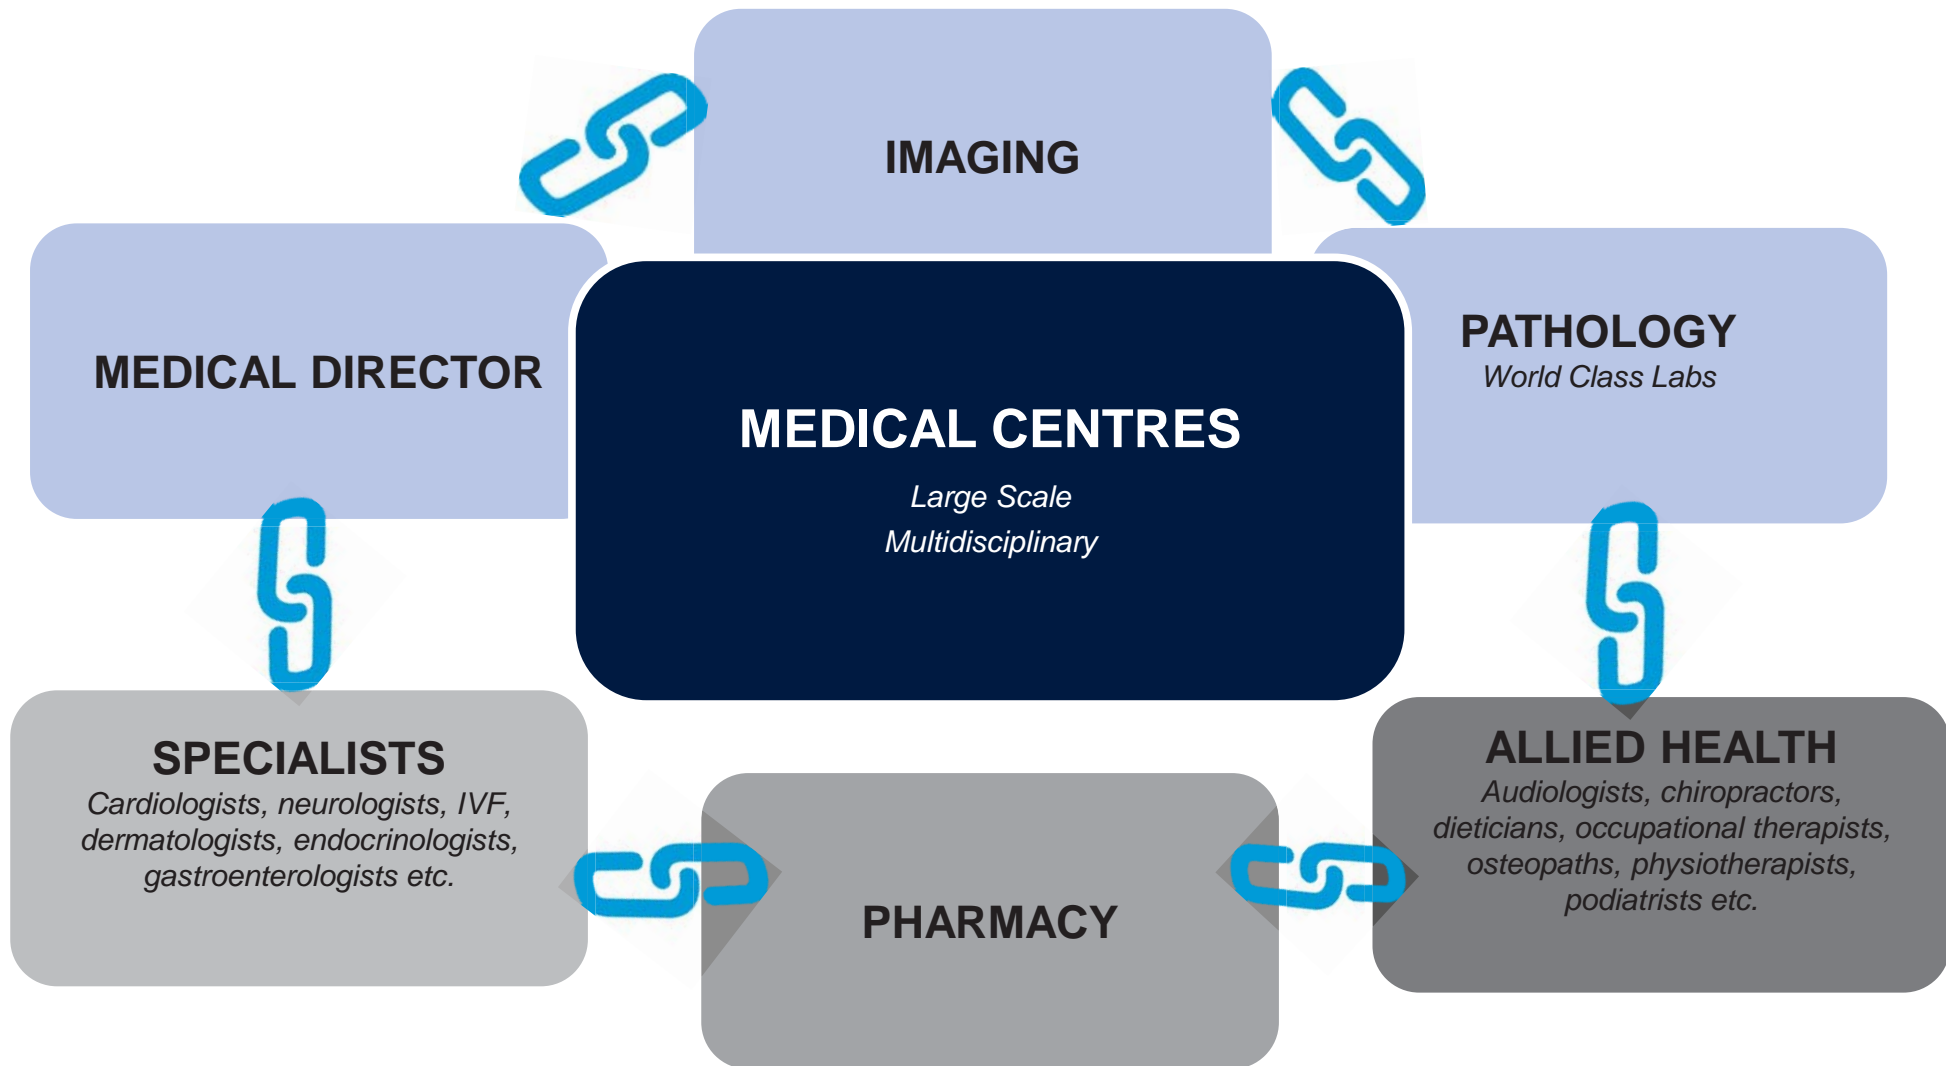 IMAGING
MEDICAL DIRECTOR
PATHOLOGY
World Class Labs
MEDICAL CENTRES
Large Scale
Multidisciplinary
SPECIALISTS
Cardiologists, neurologists, IVF,
dermatologists, endocrinologists,
gastroenterologists etc.
PHARMACY
ALLIED HEALTH
Audiologists, chiropractors,
dieticians, occupational therapists,
osteopaths, physiotherapists,
podiatrists etc.